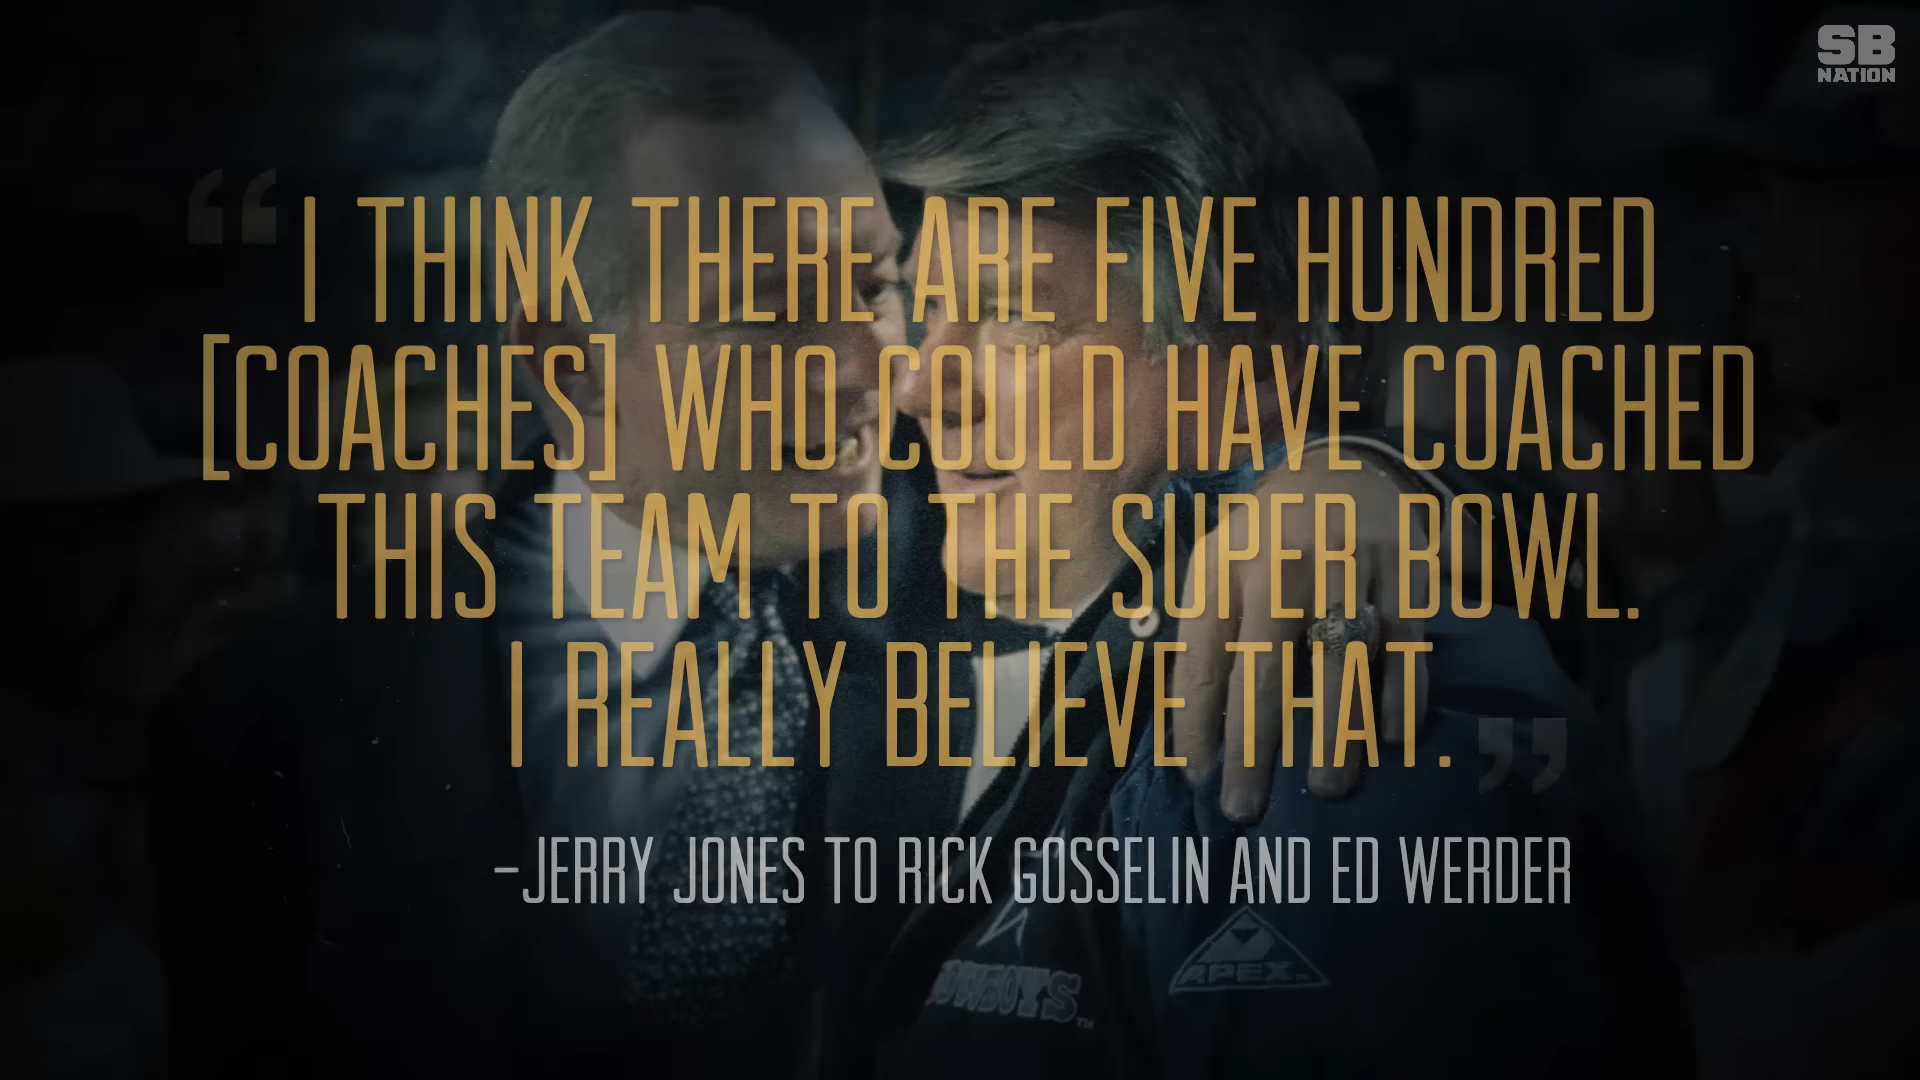 SB
NATION
“I THINK THERE ARE FIVE HUNDRED
[COACHES] WHO COULD HAVE COACHED
THIS TEAM TO THE SUPER BOWL.
I REALLY BELIEVE THAT.”
-JERRY JONES TO RICK GOSSELIN AND ED WERDER
COWBOYS™
APEX